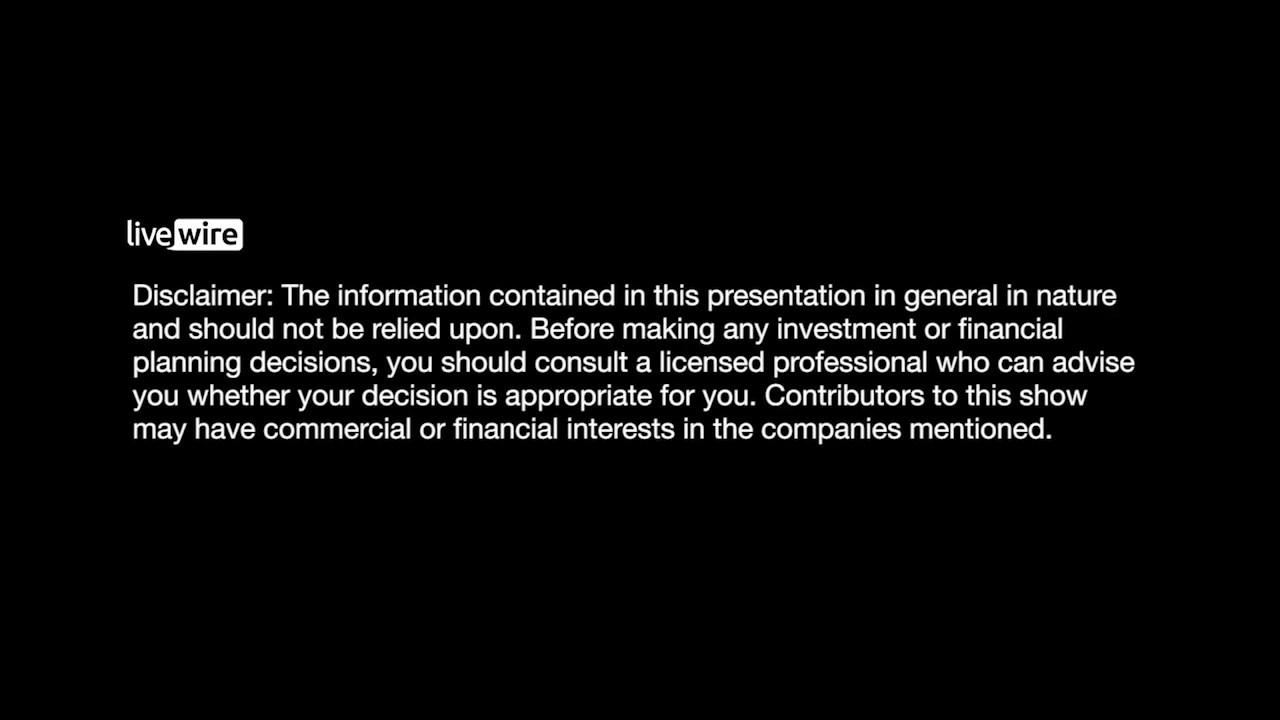 livewire
Disclaimer: The information contained in this presentation in general in nature
and should not be relied upon. Before making any investment or financial
planning decisions, you should consult a licensed professional who can advise
you whether your decision is appropriate for you. Contributors to this show
may have commercial or financial interests in the companies mentioned.